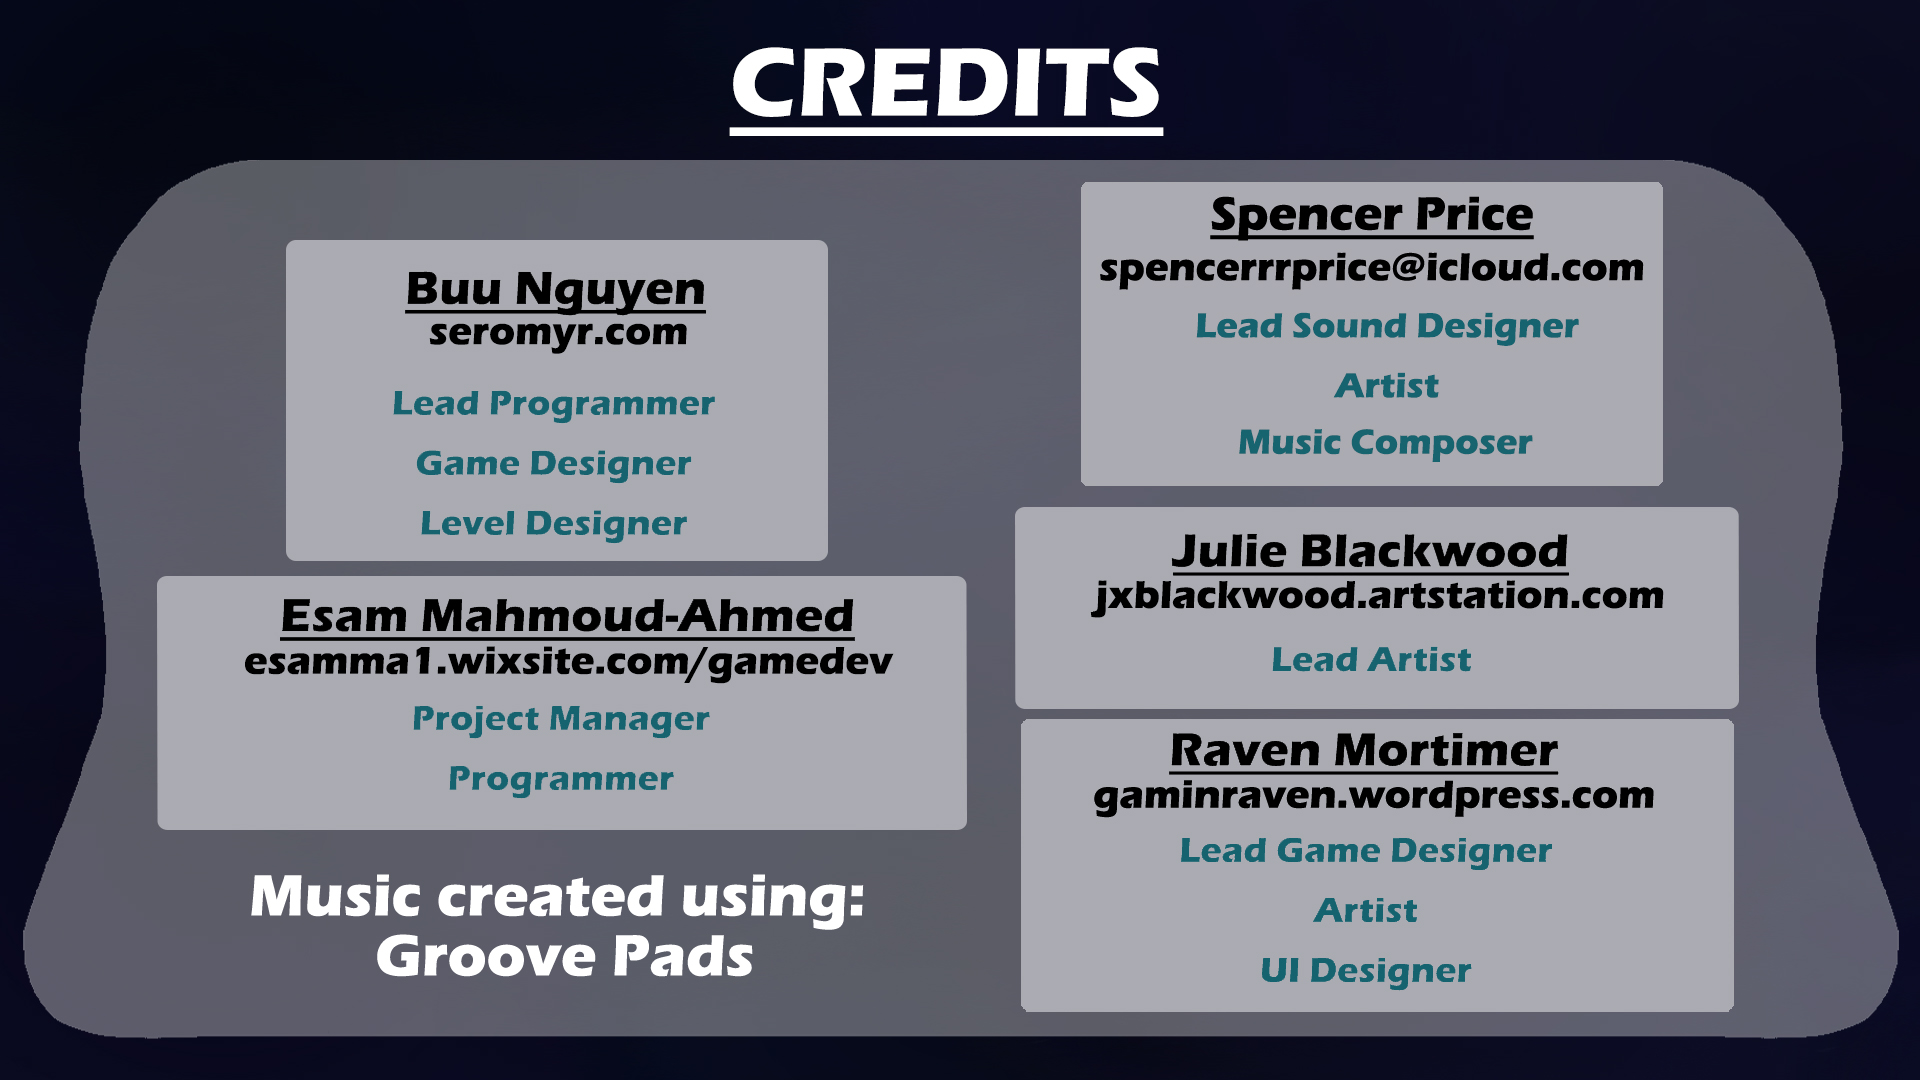 CREDITS
Buu Nguyen
seromyr.com
Lead Programmer
Game Designer
Level Designer
Esam Mahmoud-Ahmed
esamma1.wixsite.com/gamedev
Project Manager
Programmer
Music created using:
Groove Pads
Spencer Price
spencerrrprice@icloud.com
Lead Sound Designer
Artist
Music Composer
Julie Blackwood
jxblackwood.artstation.com
Lead Artist
Raven Mortimer
gaminraven.wordpress.com
Lead Game Designer
Artist
UI Designer